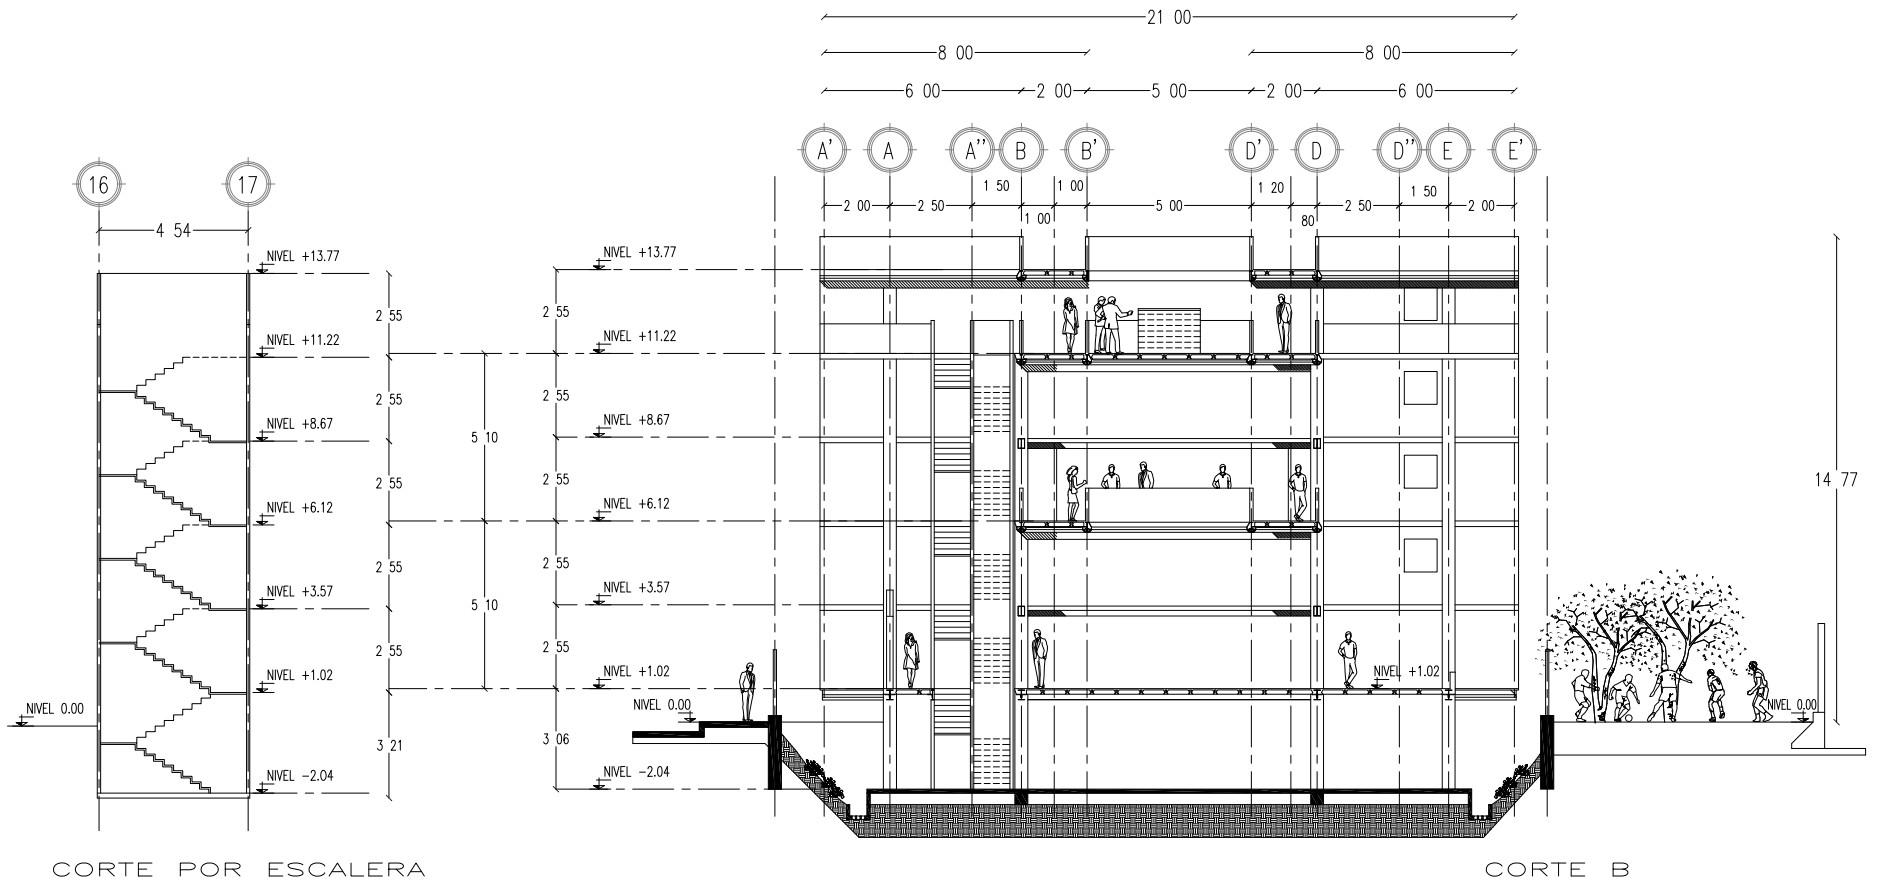 21 00
8 00 8 00
6 00 2 00 5 00 2 00 6 00
A' A A'' B B' D' D D'' E E'
16 17
1 50 1 00 1 20 1 50
2 00 2 50 1 00 5 00 80 2 50 2 00
4 54
NIVEL +13.77 NIVEL +13.77
2 55 2 55
NIVEL +11.22 NIVEL +11.22
2 55 2 55
NIVEL +8.67 NIVEL +8.67
5 10
2 55 2 55 14 77
NIVEL +6.12 NIVEL +6.12
2 55 2 55
NIVEL +3.57 NIVEL +3.57
5 10
2 55 2 55
NIVEL +1.02 NIVEL +1.02 NIVEL +1.02
NIVEL 0.00 NIVEL 0.00 NIVEL 0.00
3 21 3 06
NIVEL -2.04 NIVEL -2.04
CORTE POR ESCALERA CORTE B